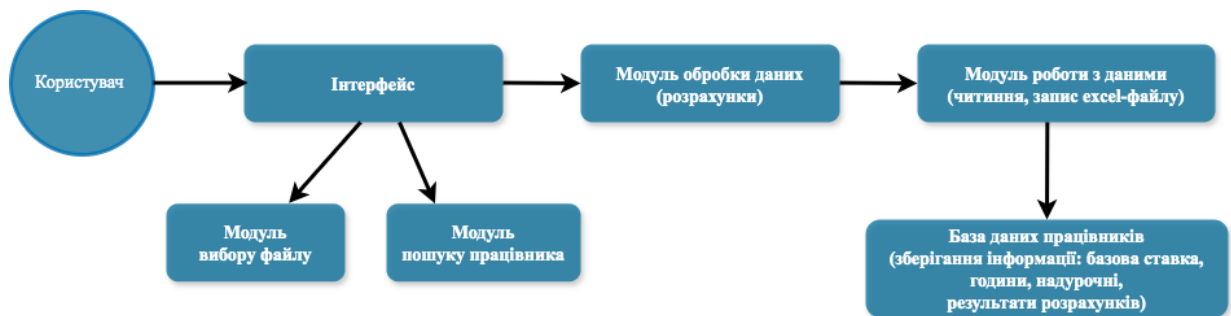 Користувач
Інтерфейс
Модуль обробки даних
(розрахунки)
Модуль роботи з даними
(читиння, запис excel-файлу)
Модуль
вибору файлу
Модуль
пошуку працівника
База даних працівників
(зберігання інформації: базова ставка,
години, надурочні,
результати розрахунків)